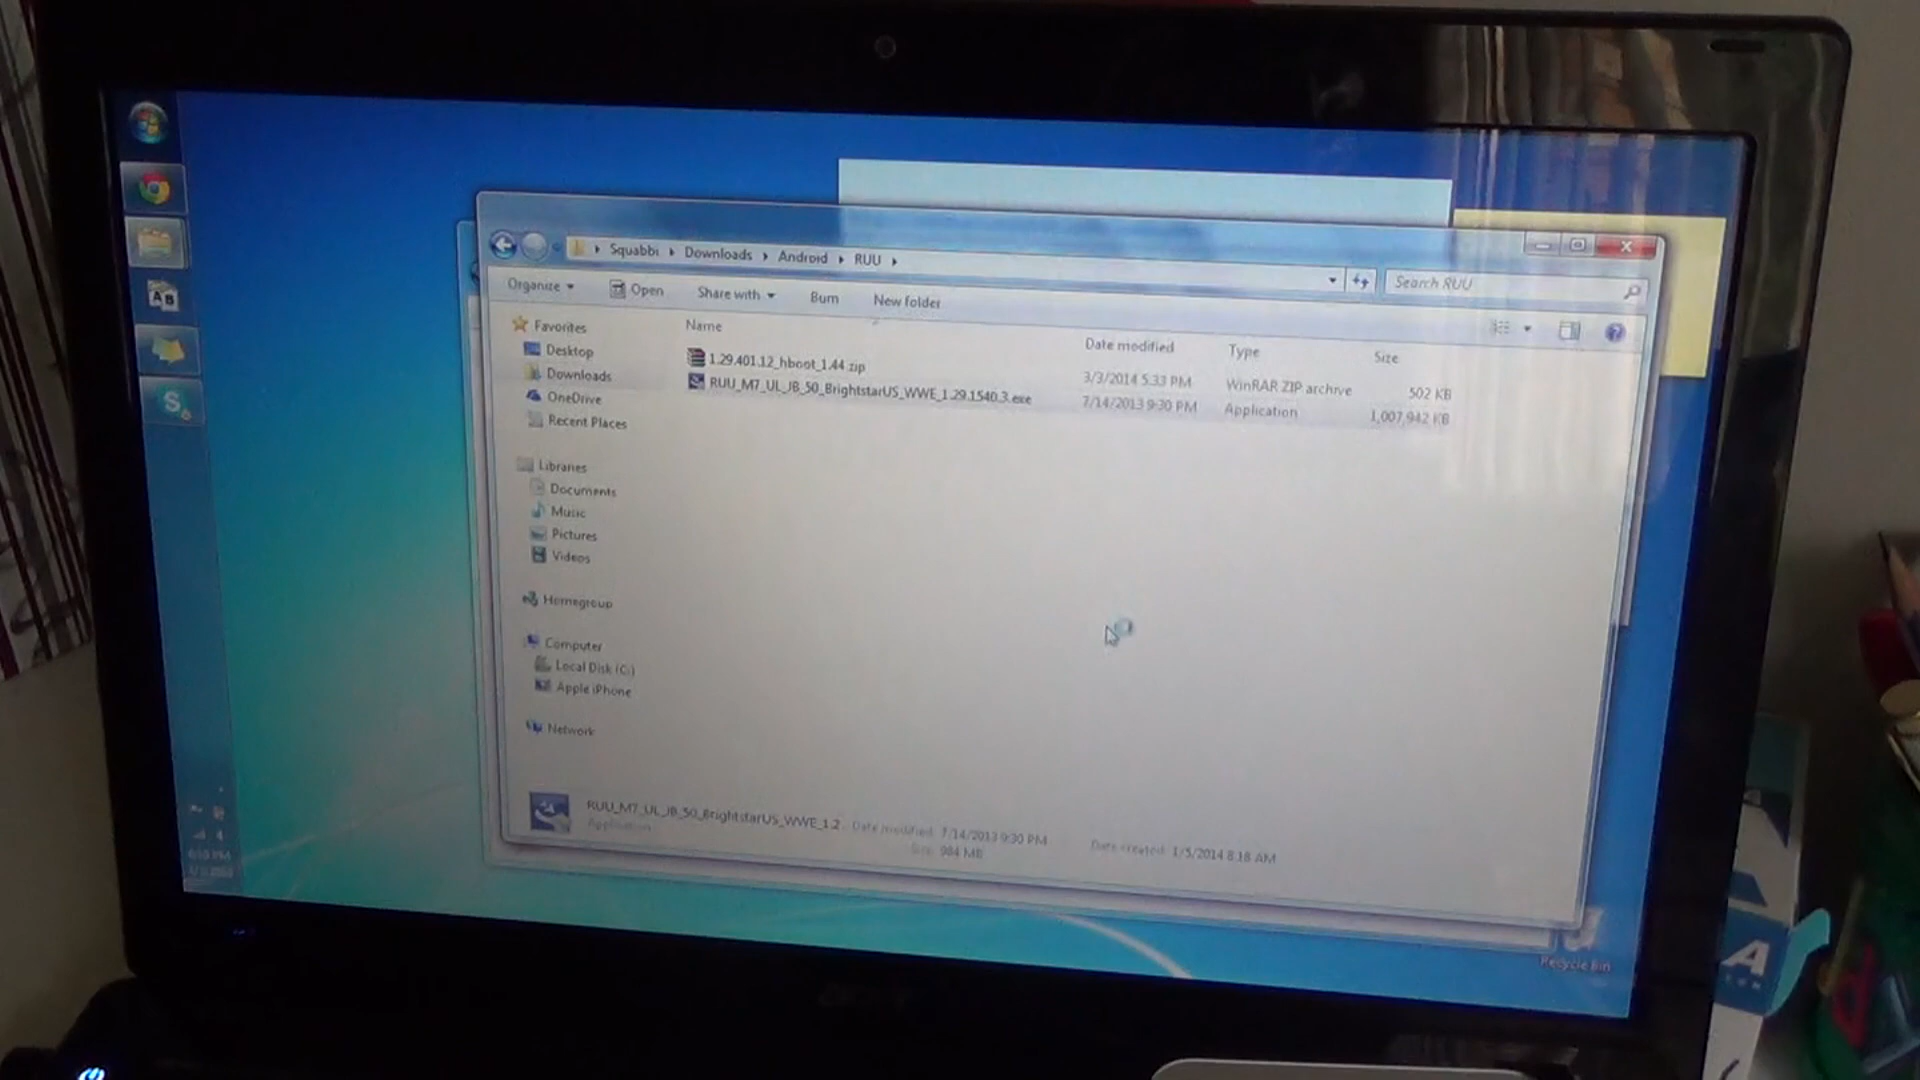 Squabbi Downloads Android RUU
Search RUU
Organize Open Share with Burn New folder
Name Date modified Type Size
1.29.401.12_hboot_1.44.zip 3/3/2014 5:33 PM WinRAR ZIP archive 502 KB
RUU_M7_UL_JB_50_BrightstarUS_WWE_1.29.1540.3.exe 7/14/2013 9:30 PM Application 1,007,942 KB
Favorites
Desktop
Downloads
OneDrive
Recent Places
Libraries
Documents
Music
Pictures
Videos
Homegroup
Computer
Local Disk (C:)
Apple iPhone
Network
RUU_M7_UL_JB_50_BrightstarUS_WWE_1.2... Date modified: 7/14/2013 9:30 PM Date created: 1/5/2014 8:18 AM
Application Size: 984 MB
Recycle Bin
AB
S
A